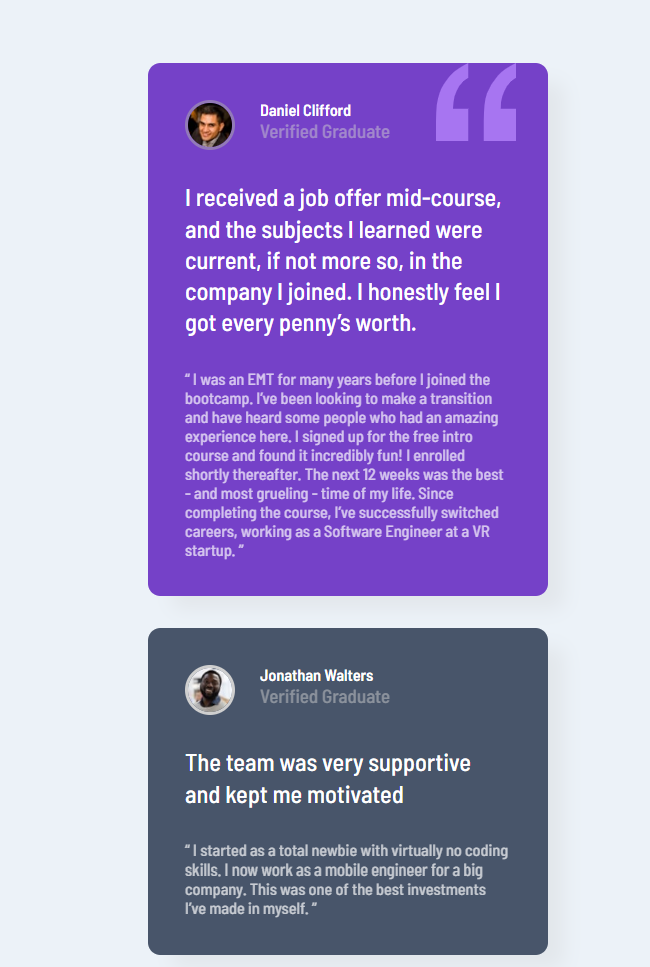 Daniel Clifford
Verified Graduate
I received a job offer mid-course,
and the subjects I learned were
current, if not more so, in the
company I joined. I honestly feel I
got every penny’s worth.
“ I was an EMT for many years before I joined the
bootcamp. I’ve been looking to make a transition
and have heard some people who had an amazing
experience here. I signed up for the free intro
course and found it incredibly fun! I enrolled
shortly thereafter. The next 12 weeks was the best
– and most grueling – time of my life. Since
completing the course, I’ve successfully switched
careers, working as a Software Engineer at a VR
startup. ”
Jonathan Walters
Verified Graduate
The team was very supportive
and kept me motivated
“ I started as a total newbie with virtually no coding
skills. I now work as a mobile engineer for a big
company. This was one of the best investments
I’ve made in myself. ”